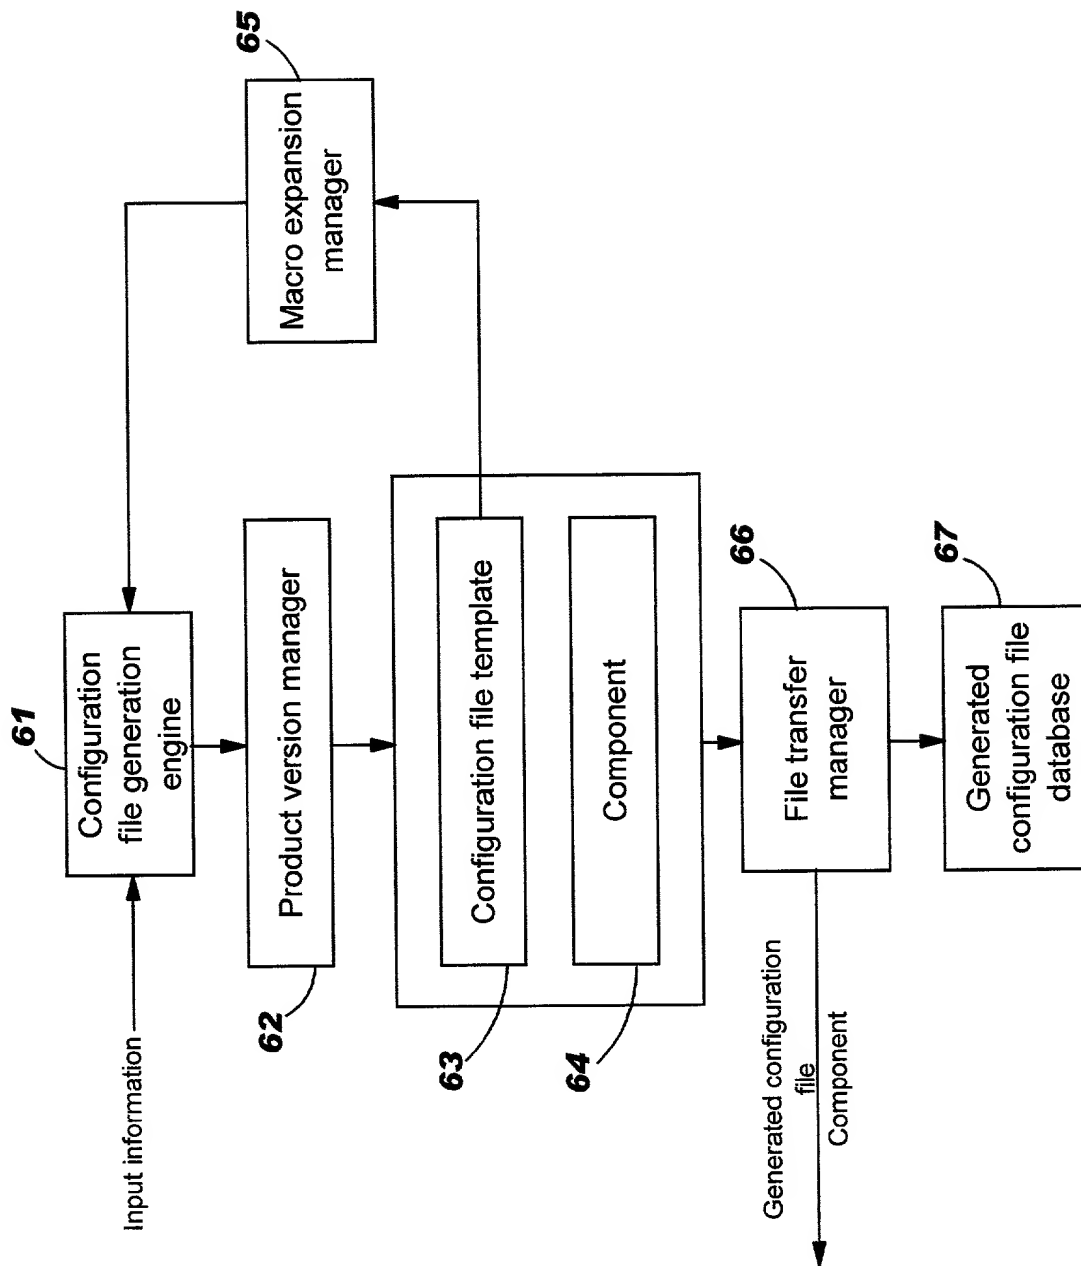 65
Macro expansion
manager
61
Configuration
file generation
engine
Input information
Product version manager
62
Configuration file template
63
Component
64
66
File transfer
manager
Generated configuration
file
Component
67
Generated
configuration file
database